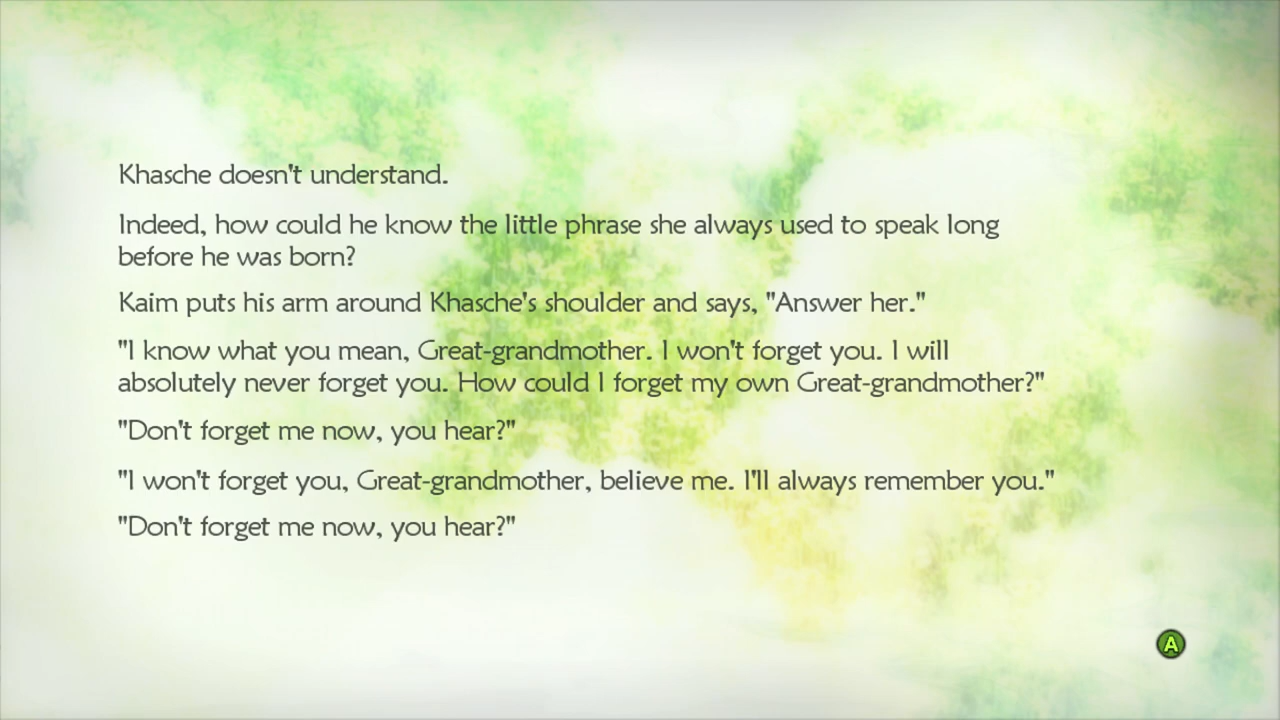 Khasche doesn't understand.
Indeed, how could he know the little phrase she always used to speak long
before he was born?
Kaim puts his arm around Khasche's shoulder and says, "Answer her."
"I know what you mean, Great-grandmother. I won't forget you. I will
absolutely never forget you. How could I forget my own Great-grandmother?"
"Don't forget me now, you hear?"
"I won't forget you, Great-grandmother, believe me. I'll always remember you."
"Don't forget me now, you hear?"
A